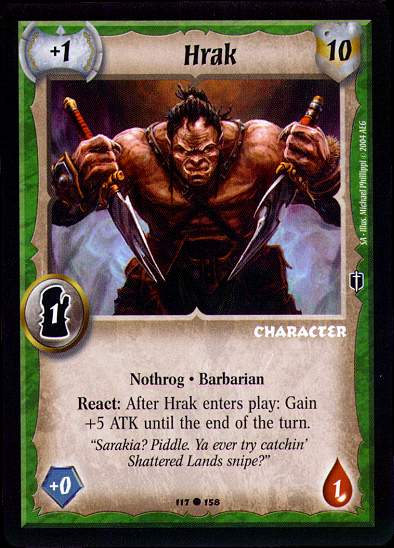 +1
Hrak
10
SA • Illus. Michael Phillippi © 2004 AEG
1
CHARACTER
Nothrog • Barbarian
React: After Hrak enters play: Gain
+5 ATK until the end of the turn.
“Sarakia? Piddle. Ya ever try catchin’
Shattered Lands snipe?”
+0
117 ● 158
1